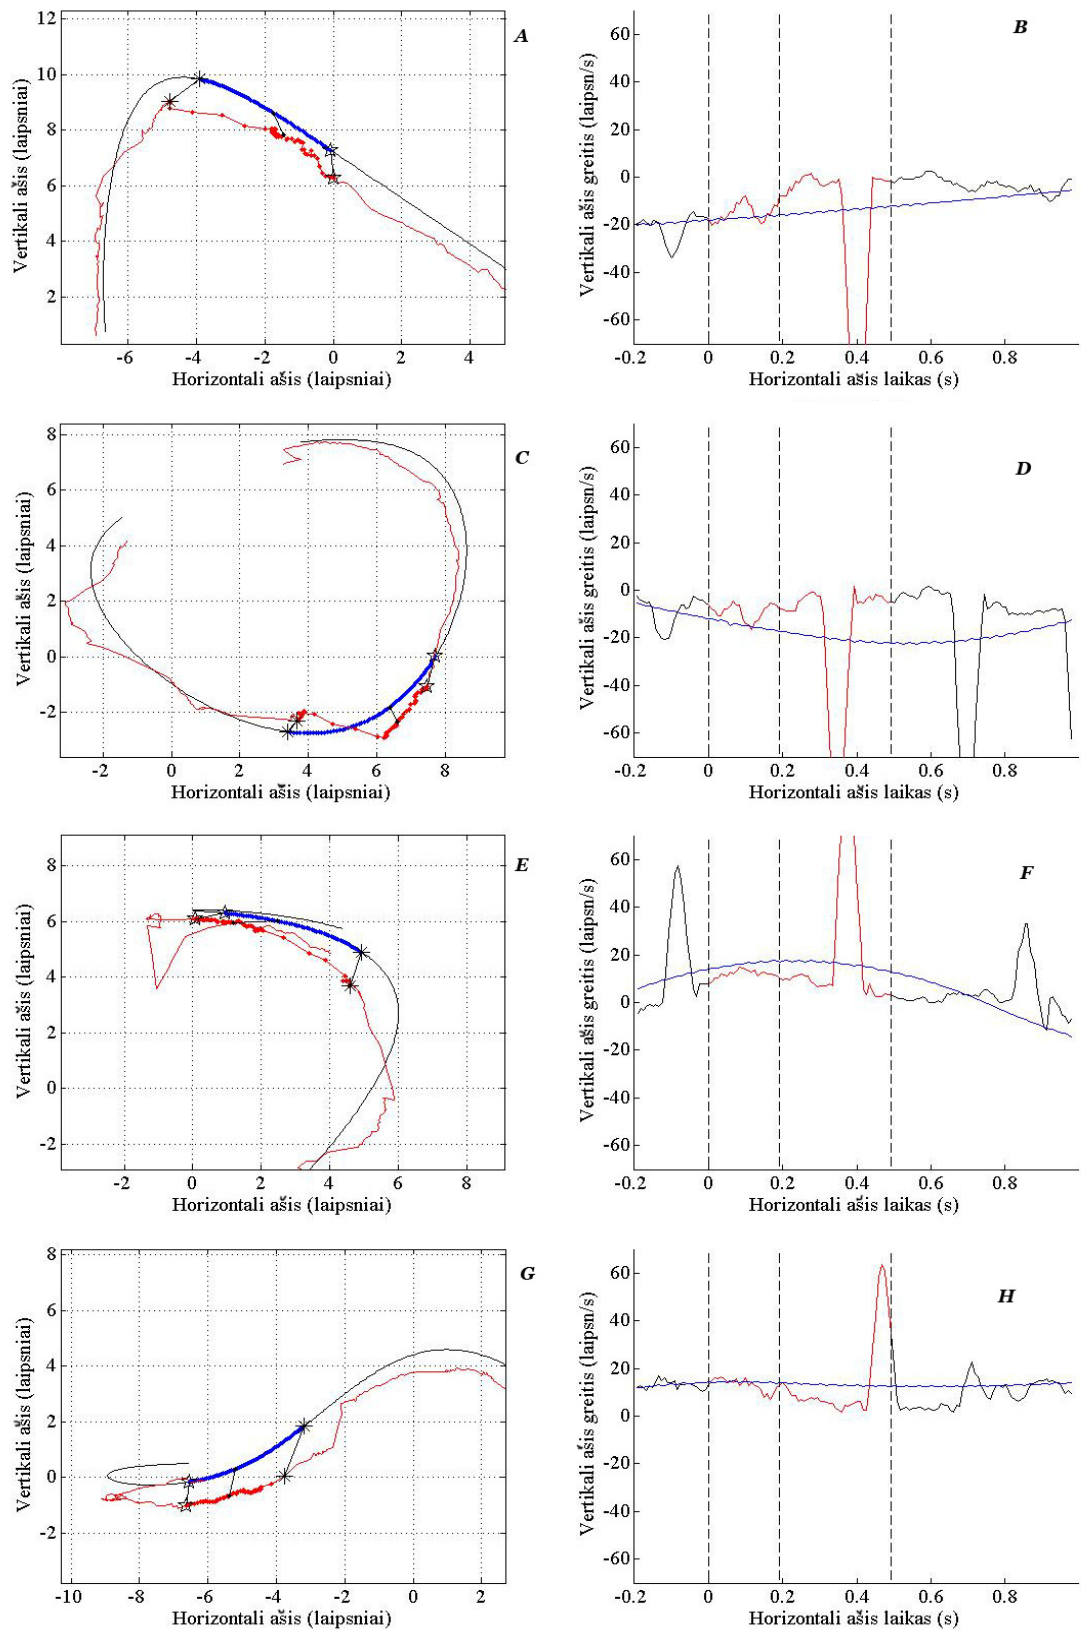 A
Vertikali ašis (laipsniai)
12
10
8
6
4
2
-6 -4 -2 0 2 4
Horizontali ašis (laipsniai)
B
Vertikali ašis greitis (laipsn/s)
60
40
20
0
-20
-40
-60
-0.2 0 0.2 0.4 0.6 0.8
Horizontali ašis laikas (s)
C
Vertikali ašis (laipsniai)
8
6
4
2
0
-2
-2 0 2 4 6 8
Horizontali ašis (laipsniai)
D
Vertikali ašis greitis (laipsn/s)
60
40
20
0
-20
-40
-60
-0.2 0 0.2 0.4 0.6 0.8
Horizontali ašis laikas (s)
E
Vertikali ašis (laipsniai)
8
6
4
2
0
-2
-2 0 2 4 6 8
Horizontali ašis (laipsniai)
F
Vertikali ašis greitis (laipsn/s)
60
40
20
0
-20
-40
-60
-0.2 0 0.2 0.4 0.6 0.8
Horizontali ašis laikas (s)
G
Vertikali ašis (laipsniai)
8
6
4
2
0
-2
-10 -8 -6 -4 -2 0 2
Horizontali ašis (laipsniai)
H
Vertikali ašis greitis (laipsn/s)
60
40
20
0
-20
-40
-60
-0.2 0 0.2 0.4 0.6 0.8
Horizontali ašis laikas (s)